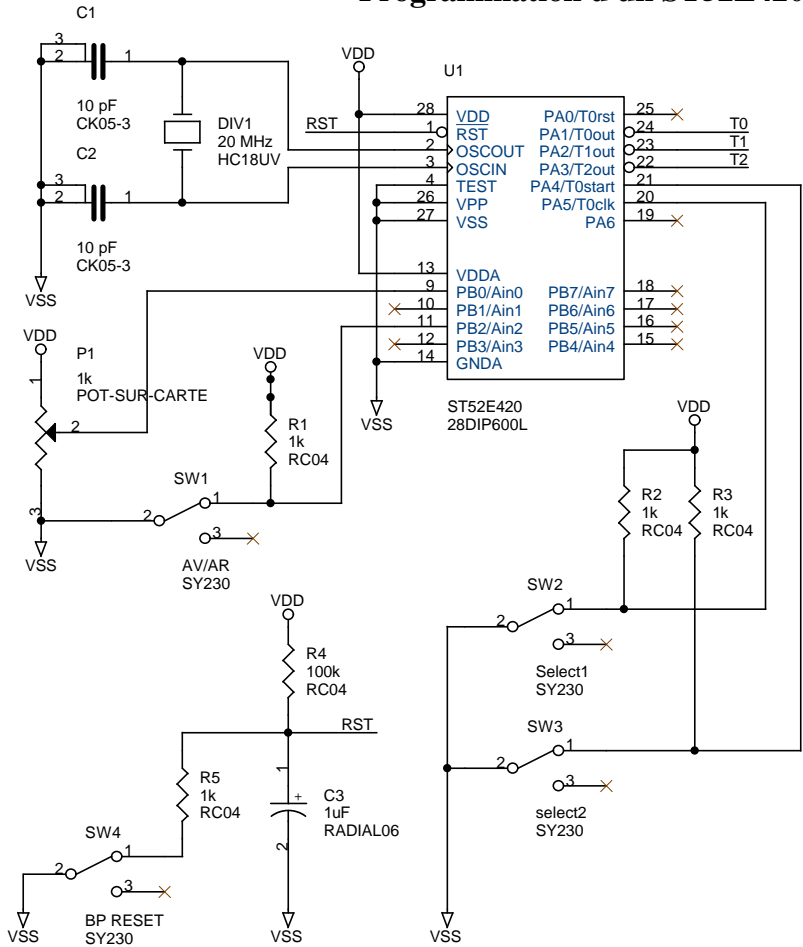 C1
3
2
1
10 pF
CK05-3
DIV1
20 MHz
HC18UV
C2
3
2
1
10 pF
CK05-3
VSS
VDD
RST
U1
28 VDD
1 RST
2 OSCOUT
3 OSCIN
4 TEST
26 VPP
27 VSS
13 VDDA
9 PB0/Ain0
10 PB1/Ain1
11 PB2/Ain2
12 PB3/Ain3
14 GNDA
PA0/T0rst 25
PA1/T0out 24 T0
PA2/T1out 23 T1
PA3/T2out 22 T2
PA4/T0start 21
PA5/T0clk 20
PA6 19
PB7/Ain7 18
PB6/Ain6 17
PB5/Ain5 16
PB4/Ain4 15
ST52E420
28DIP600L
VSS
VDD
P1
1k
POT-SUR-CARTE
1
2
3
VSS
VDD
R1
1k
RC04
SW1
2
1
3
AV/AR
SY230
VDD
R2
1k
RC04
R3
1k
RC04
SW2
2
1
3
Select1
SY230
SW3
2
1
3
select2
SY230
VSS
VDD
R4
100k
RC04
RST
R5
1k
RC04
1
+
C3
1uF
RADIAL06
2
VSS
SW4
2
1
3
BP RESET
SY230
VSS